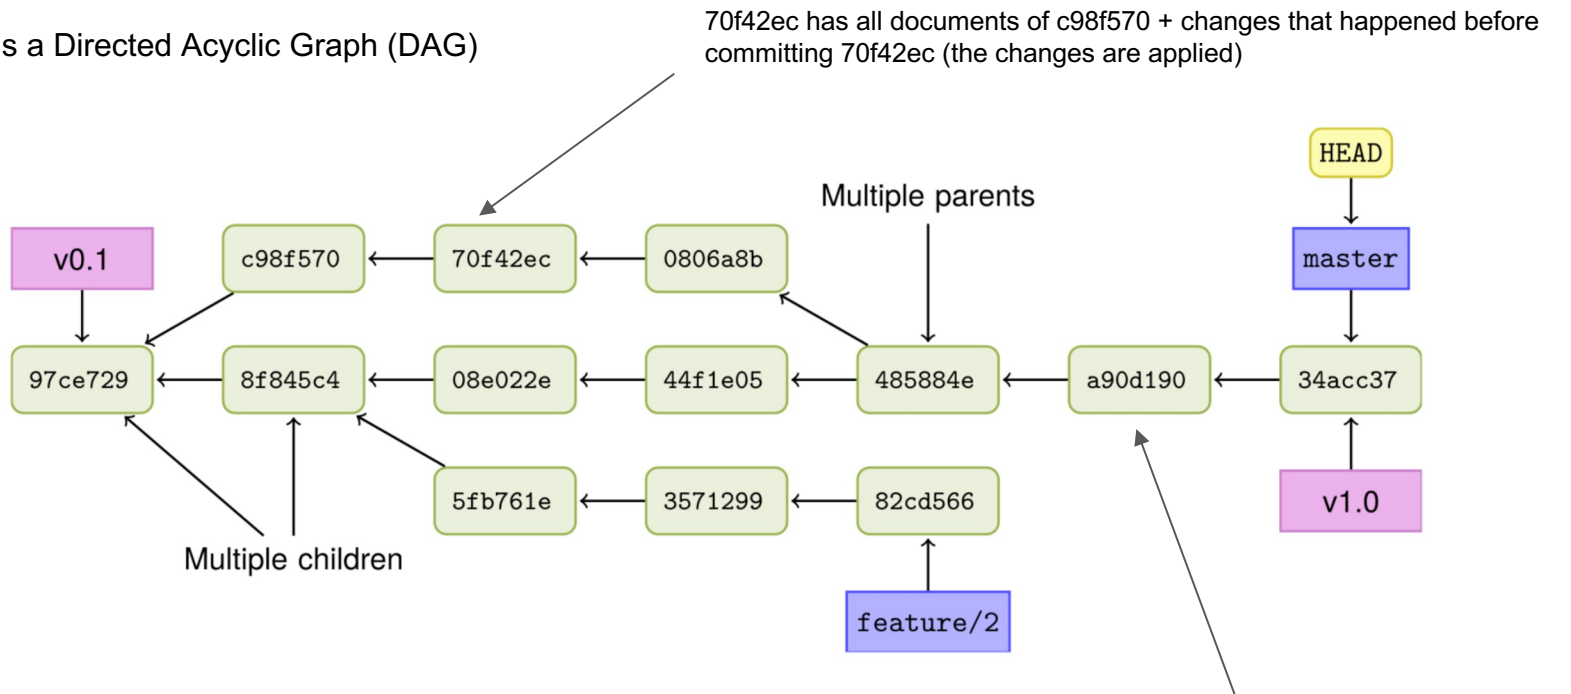 s a Directed Acyclic Graph (DAG)
70f42ec has all documents of c98f570 + changes that happened before
committing 70f42ec (the changes are applied)
HEAD
Multiple parents
v0.1
c98f570
70f42ec
0806a8b
master
97ce729
8f845c4
08e022e
44f1e05
485884e
a90d190
34acc37
5fb761e
3571299
82cd566
v1.0
Multiple children
feature/2